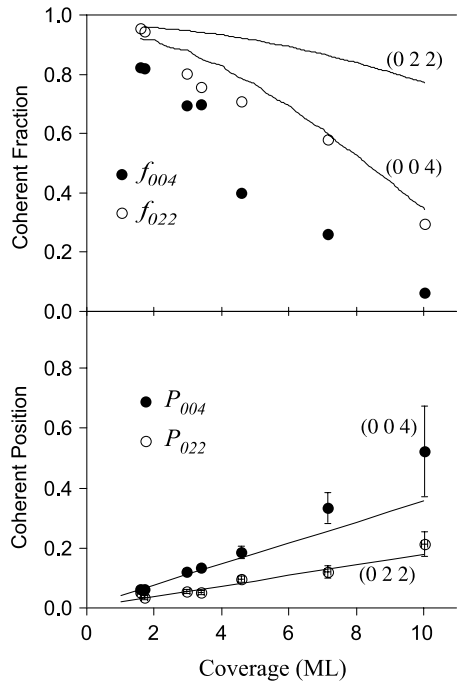 1.0
0.8
0.6
0.4
0.2
0.0
Coherent Fraction
(0 2 2)
(0 0 4)
f004
f022
0.8
0.6
0.4
0.2
0.0
Coherent Position
P004
P022
(0 0 4)
(0 2 2)
0 2 4 6 8 10
Coverage (ML)